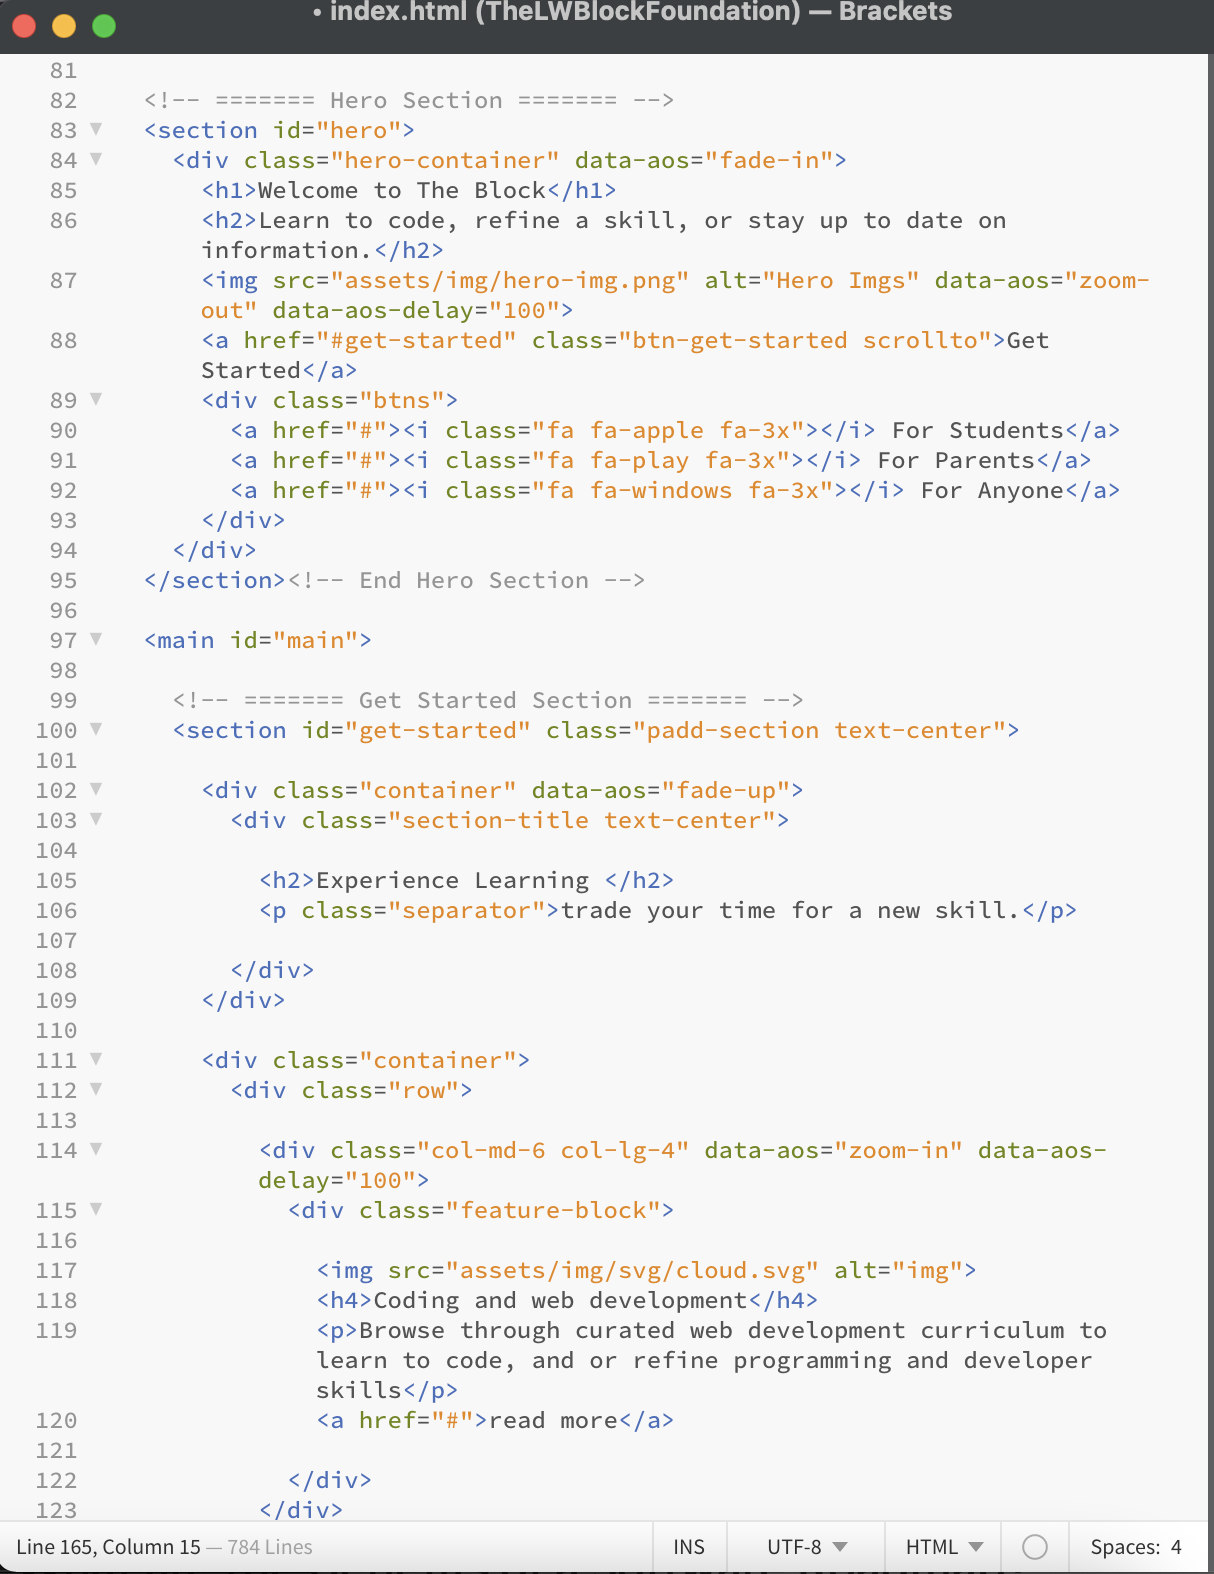 • index.html (TheLWBlockFoundation) — Brackets
81
82 <!-- ======= Hero Section ======= -->
83 <section id="hero">
84 <div class="hero-container" data-aos="fade-in">
85 <h1>Welcome to The Block</h1>
86 <h2>Learn to code, refine a skill, or stay up to date on
information.</h2>
87 <img src="assets/img/hero-img.png" alt="Hero Imgs" data-aos="zoom-
out" data-aos-delay="100">
88 <a href="#get-started" class="btn-get-started scrollto">Get
Started</a>
89 <div class="btns">
90 <a href="#"><i class="fa fa-apple fa-3x"></i> For Students</a>
91 <a href="#"><i class="fa fa-play fa-3x"></i> For Parents</a>
92 <a href="#"><i class="fa fa-windows fa-3x"></i> For Anyone</a>
93 </div>
94 </div>
95 </section><!-- End Hero Section -->
96
97 <main id="main">
98
99 <!-- ======= Get Started Section ======= -->
100 <section id="get-started" class="padd-section text-center">
101
102 <div class="container" data-aos="fade-up">
103 <div class="section-title text-center">
104
105 <h2>Experience Learning </h2>
106 <p class="separator">trade your time for a new skill.</p>
107
108 </div>
109 </div>
110
111 <div class="container">
112 <div class="row">
113
114 <div class="col-md-6 col-lg-4" data-aos="zoom-in" data-aos-
delay="100">
115 <div class="feature-block">
116
117 <img src="assets/img/svg/cloud.svg" alt="img">
118 <h4>Coding and web development</h4>
119 <p>Browse through curated web development curriculum to
learn to code, and or refine programming and developer
skills</p>
120 <a href="#">read more</a>
121
122 </div>
123 </div>
Line 165, Column 15 — 784 Lines INS UTF-8 HTML Spaces: 4